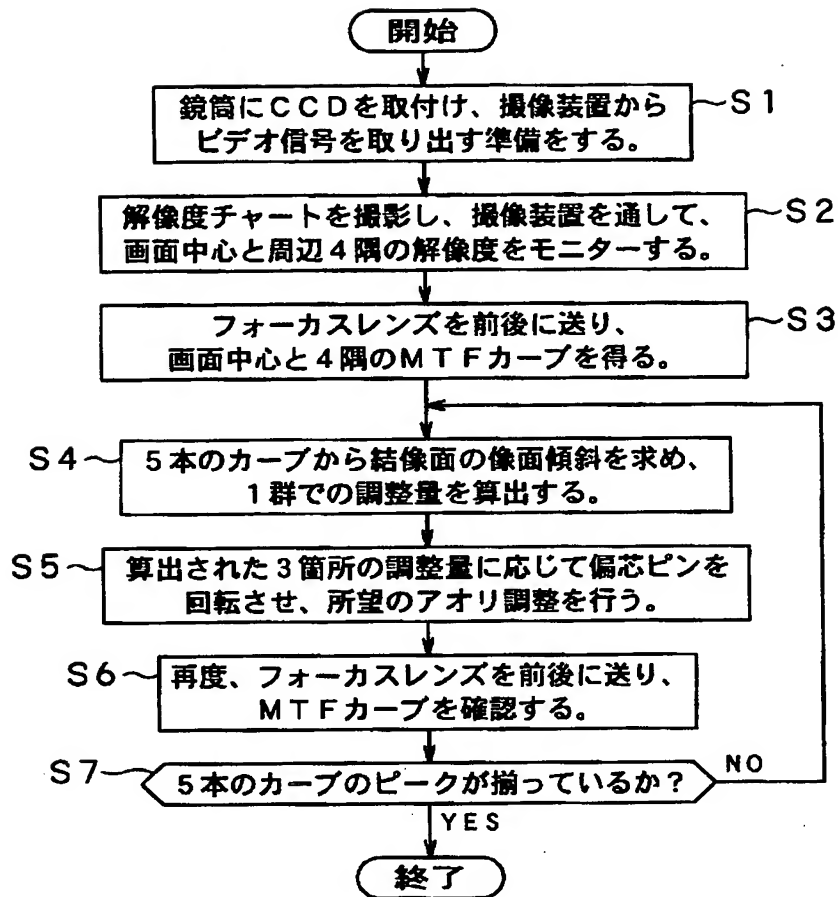 開始
鏡筒にCCDを取付け、撮像装置から
ビデオ信号を取り出す準備をする。
S1
解像度チャートを撮影し、撮像装置を通して、
画面中心と周辺4隅の解像度をモニターする。
S2
フォーカスレンズを前後に送り、
画面中心と4隅のMTFカーブを得る。
S3
S4
5本のカーブから結像面の像面傾斜を求め、
1群での調整量を算出する。
S5
算出された3箇所の調整量に応じて偏芯ピンを
回転させ、所望のアオリ調整を行う。
S6
再度、フォーカスレンズを前後に送り、
MTFカーブを確認する。
S7
5本のカーブのピークが揃っているか?
NO
YES
終了